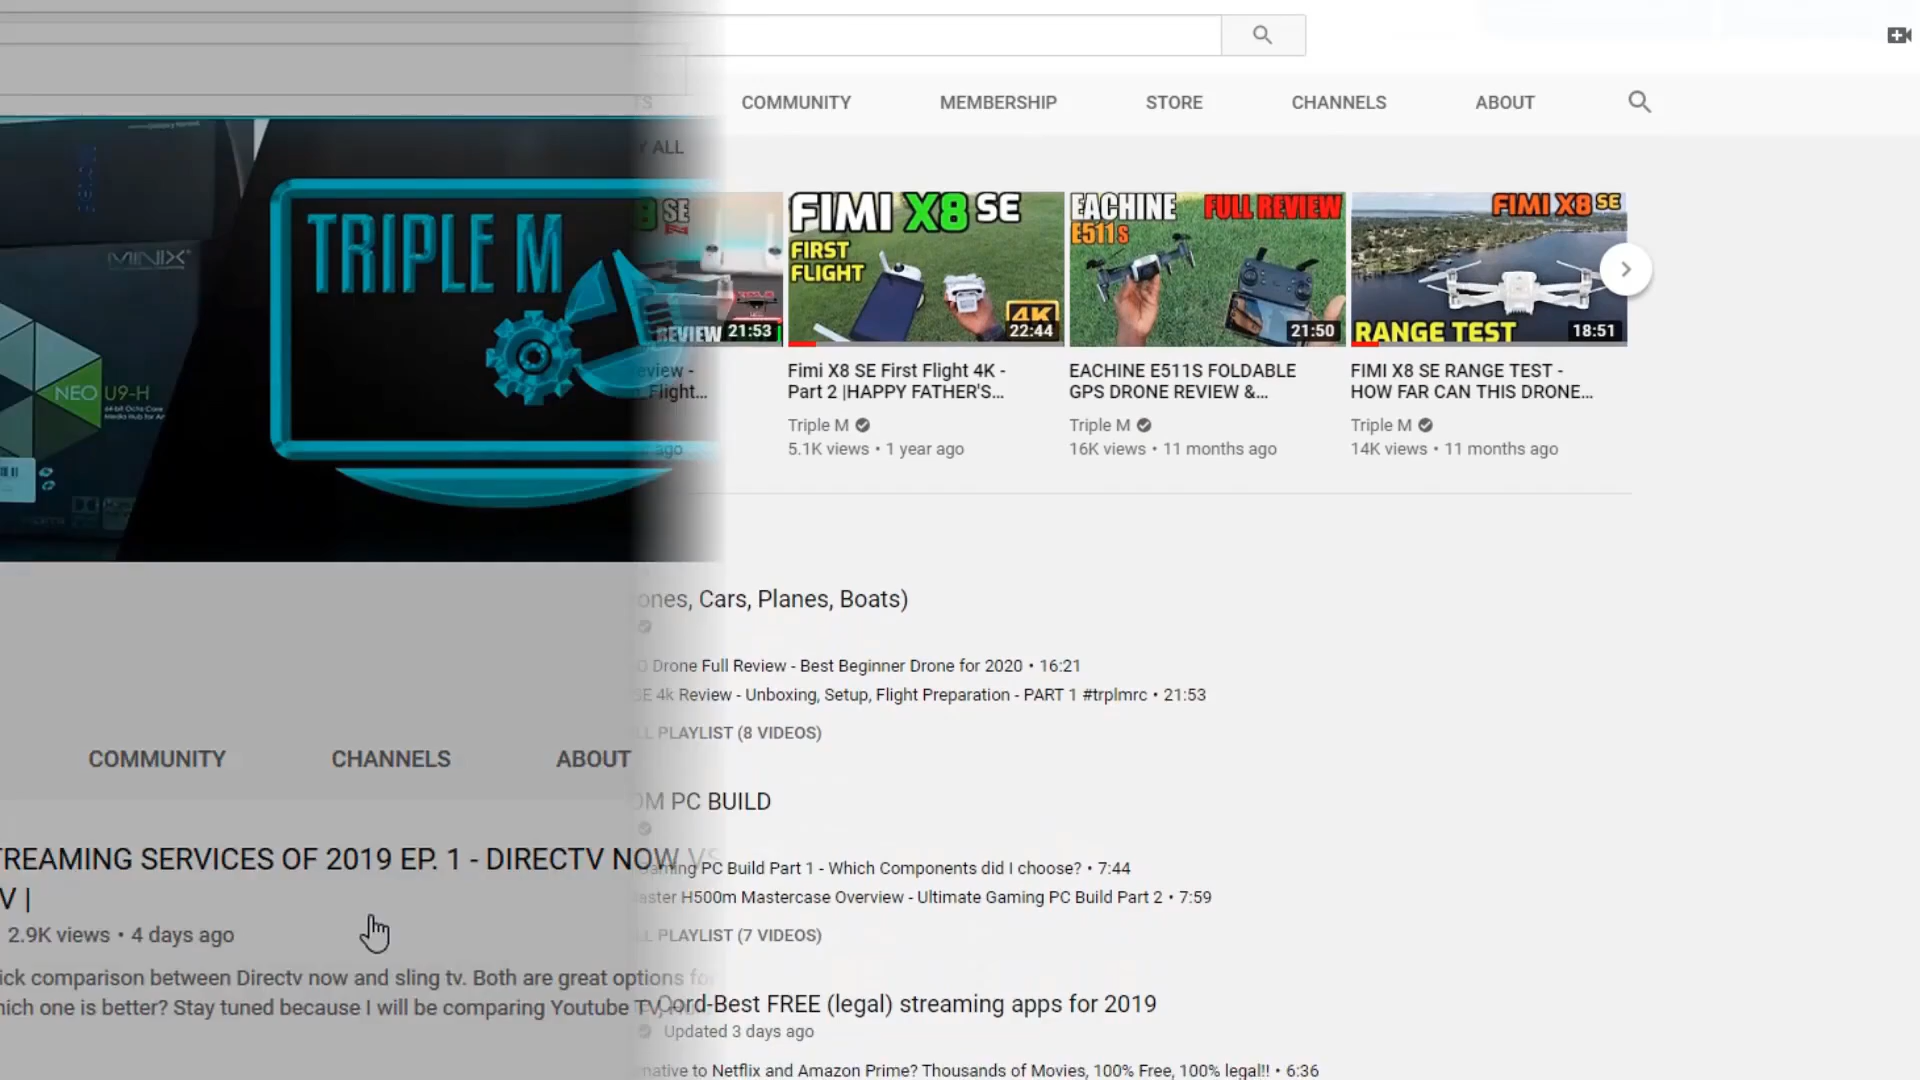 COMMUNITY
MEMBERSHIP
STORE
CHANNELS
ABOUT
ALL
TRIPLE M
MINIX
NEO U9-H
SE
REVIEW 21:53
FIMI X8 SE
FIRST
FLIGHT
4K
22:44
EACHINE FULL REVIEW
E511s
21:50
FIMI X8 SE
RANGE TEST 18:51
Flight...
ago
Fimi X8 SE First Flight 4K -
Part 2 |HAPPY FATHER'S...
Triple M
5.1K views • 1 year ago
EACHINE E511S FOLDABLE
GPS DRONE REVIEW &...
Triple M
16K views • 11 months ago
FIMI X8 SE RANGE TEST -
HOW FAR CAN THIS DRONE...
Triple M
14K views • 11 months ago
ones, Cars, Planes, Boats)
Drone Full Review - Best Beginner Drone for 2020 • 16:21
SE 4k Review - Unboxing, Setup, Flight Preparation - PART 1 #trplmrc • 21:53
PLAYLIST (8 VIDEOS)
COMMUNITY
CHANNELS
ABOUT
OM PC BUILD
TREAMING SERVICES OF 2019 EP. 1 - DIRECTV NOW VS
V |
2.9K views • 4 days ago
ick comparison between Directv now and sling tv. Both are great options for
hich one is better? Stay tuned because I will be comparing Youtube TV,
Gaming PC Build Part 1 - Which Components did I choose? • 7:44
aster H500m Mastercase Overview - Ultimate Gaming PC Build Part 2 • 7:59
PLAYLIST (7 VIDEOS)
Cord-Best FREE (legal) streaming apps for 2019
Updated 3 days ago
native to Netflix and Amazon Prime? Thousands of Movies, 100% Free, 100% legal!! • 6:36